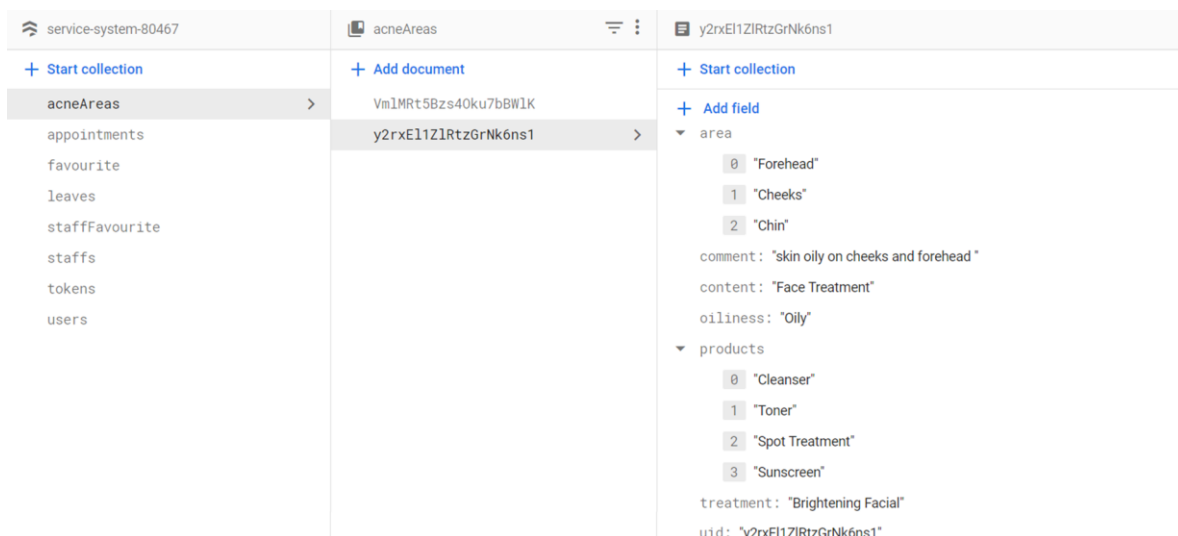 service-system-80467
acneAreas
y2rxEl1ZlRtzGrNk6ns1
Start collection
Add document
Start collection
acneAreas
appointments
favourite
leaves
staffFavourite
staffs
tokens
users
VmlMRt5Bzs4Oku7bBWlK
y2rxEl1ZlRtzGrNk6ns1
Add field
area
0 "Forehead"
1 "Cheeks"
2 "Chin"
comment: "skin oily on cheeks and forehead "
content: "Face Treatment"
oiliness: "Oily"
products
0 "Cleanser"
1 "Toner"
2 "Spot Treatment"
3 "Sunscreen"
treatment: "Brightening Facial"
uid: "y2rxEl1ZlRtzGrNk6ns1"